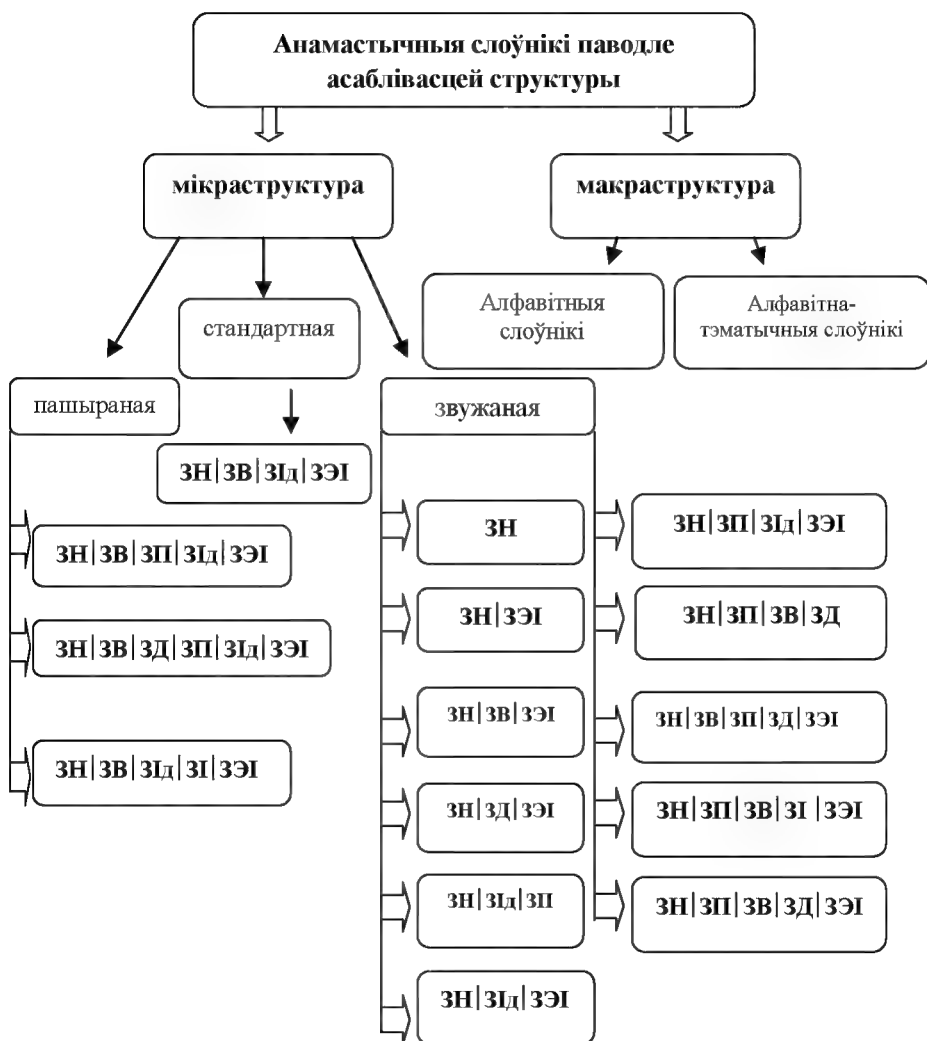 Анамастычныя слоўнікі паводле
асаблівасцей структуры
мікраструктура
макраструктура
Алфавітныя
слоўнікі
Алфавітна-
тэматычныя слоўнікі
стандартная
пашыраная
звужаная
ЗН|ЗВ|ЗІд|ЗЭІ
ЗН|ЗВ|ЗП|ЗІд|ЗЭІ
ЗН|ЗВ|ЗД|ЗП|ЗІд|ЗЭІ
ЗН|ЗВ|ЗІд|ЗІ|ЗЭІ
ЗН
ЗН|ЗЭІ
ЗН|ЗВ|ЗЭІ
ЗН|ЗД|ЗЭІ
ЗН|ЗІд|ЗП
ЗН|ЗІд|ЗЭІ
ЗН|ЗП|ЗІд|ЗЭІ
ЗН|ЗП|ЗВ|ЗД
ЗН|ЗВ|ЗП|ЗД|ЗЭІ
ЗН|ЗП|ЗВ|ЗІ |ЗЭІ
ЗН|ЗП|ЗВ|ЗД|ЗЭІ